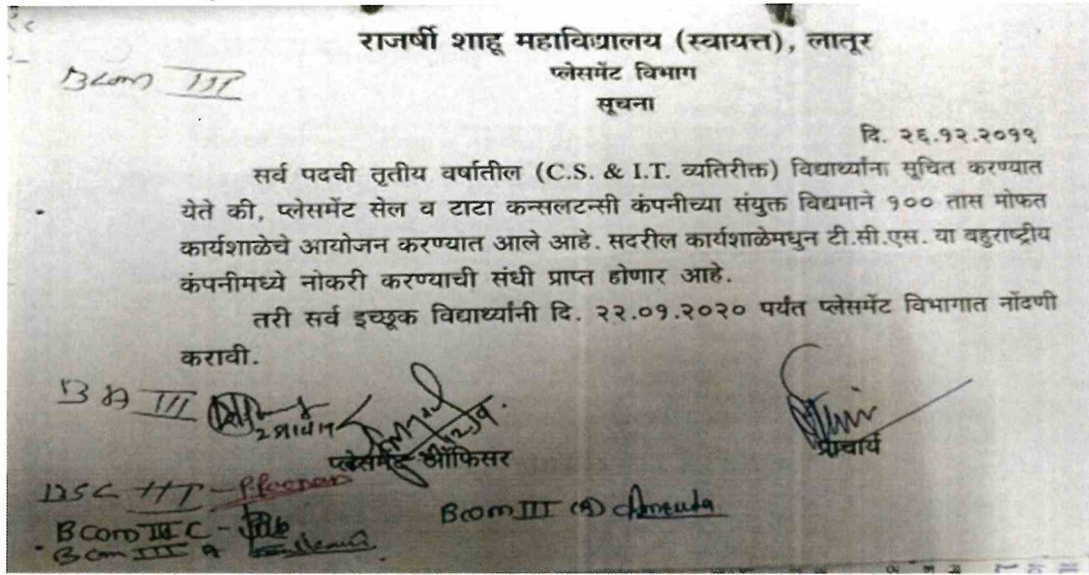 राजर्षी शाहू महाविद्यालय (स्वायत्त), लातूर
BCom III
प्लेसमेंट विभाग
सूचना
दि. २६.१२.२०१९
सर्व पदवी तृतीय वर्षातील (C.S. & I.T. व्यतिरीक्त) विद्यार्थ्यांना सूचित करण्यात
येते की, प्लेसमेंट सेल व टाटा कन्सलटन्सी कंपनीच्या संयुक्त विद्यमाने १०० तास मोफत
कार्यशाळेचे आयोजन करण्यात आले आहे. सदरील कार्यशाळेमधुन टी.सी.एस. या बहुराष्ट्रीय
कंपनीमध्ये नोकरी करण्याची संधी प्राप्त होणार आहे.
तरी सर्व इच्छूक विद्यार्थ्यांनी दि. २२.०१.२०२० पर्यंत प्लेसमेंट विभागात नोंदणी
करावी.
BA III
प्लेसमेंट ऑफिसर
प्राचार्य
BSC III -
BCom III (A)
BCom III C -
BCom III A